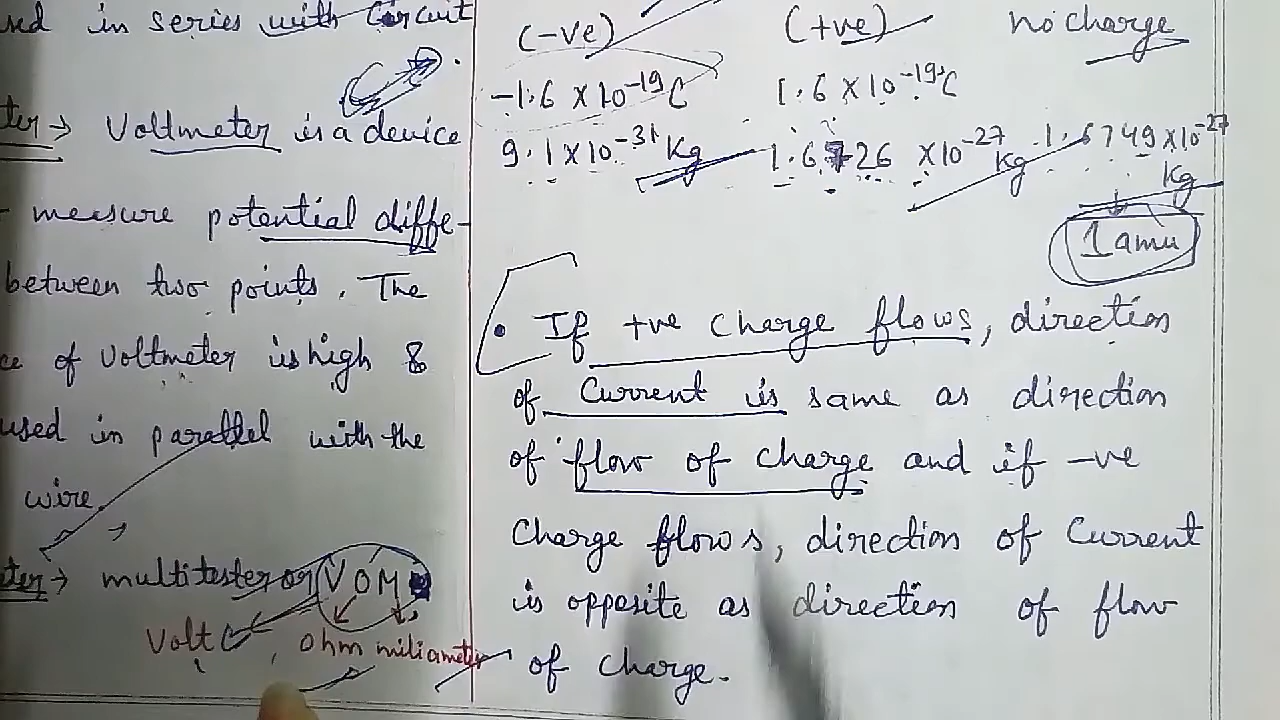 sed in series with Circuit
ter → Voltmeter is a device
measure potential diffe-
between two points. The
ce of Voltmeter is high &
used in parallel with the
wire.
ter → multitester or VOM
Volt, ohm miliameter
(-ve) (+ve) no charge
-1.6 x 10⁻¹⁹ C 1.6 x 10⁻¹⁹ C
9.1 x 10⁻³¹ Kg 1.6726 x 10⁻²⁷ Kg 1.6749 x 10⁻²⁷ Kg
1 amu
• If +ve charge flows, direction
of Current is same as direction
of flow of charge and if -ve
Charge flows, direction of Current
is opposite as direction of flow
of charge.